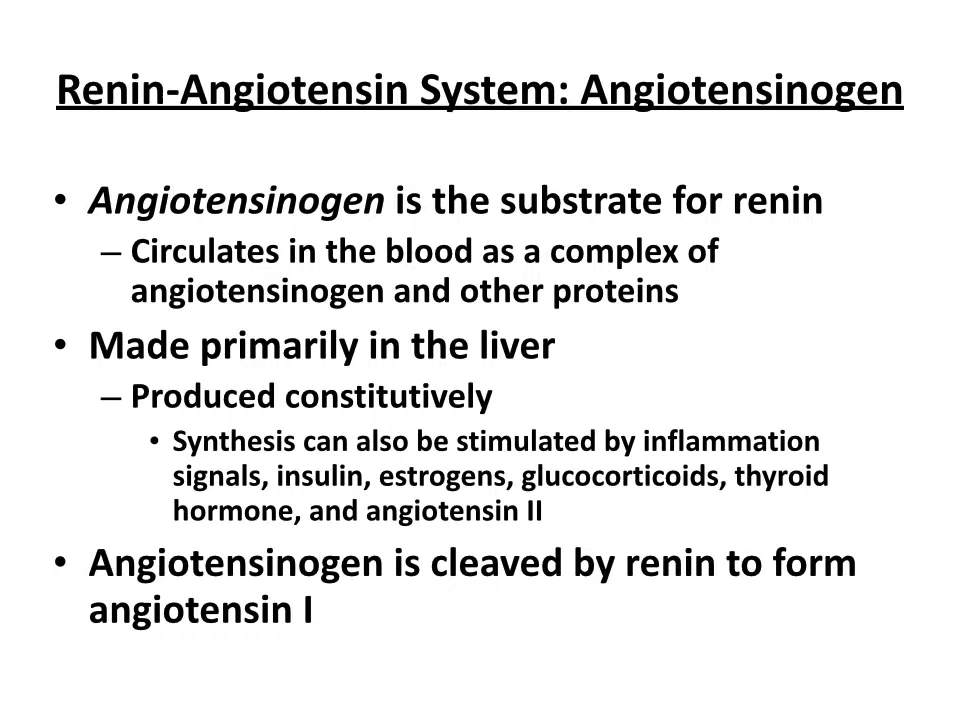 Renin-Angiotensin System: Angiotensinogen
• Angiotensinogen is the substrate for renin
– Circulates in the blood as a complex of
angiotensinogen and other proteins
• Made primarily in the liver
– Produced constitutively
• Synthesis can also be stimulated by inflammation
signals, insulin, estrogens, glucocorticoids, thyroid
hormone, and angiotensin II
• Angiotensinogen is cleaved by renin to form
angiotensin I